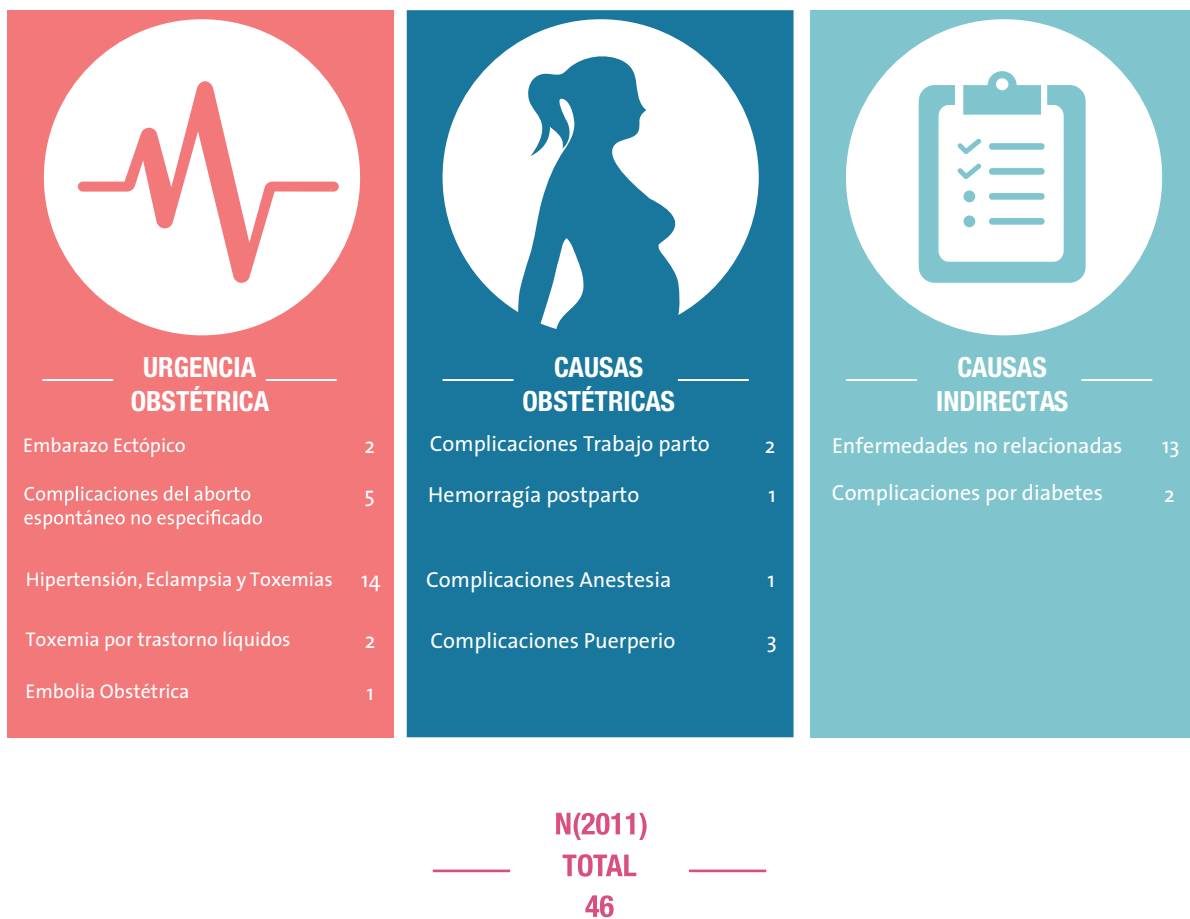 URGENCIA
OBSTÉTRICA
Embarazo Ectópico 2
Complicaciones del aborto 5
espontáneo no especificado
Hipertensión, Eclampsia y Toxemias 14
Toxemia por trastorno líquidos 2
Embolia Obstétrica 1
CAUSAS
OBSTÉTRICAS
Complicaciones Trabajo parto 2
Hemorragía postparto 1
Complicaciones Anestesia 1
Complicaciones Puerperio 3
CAUSAS
INDIRECTAS
Enfermedades no relacionadas 13
Complicaciones por diabetes 2
N(2011)
TOTAL
46